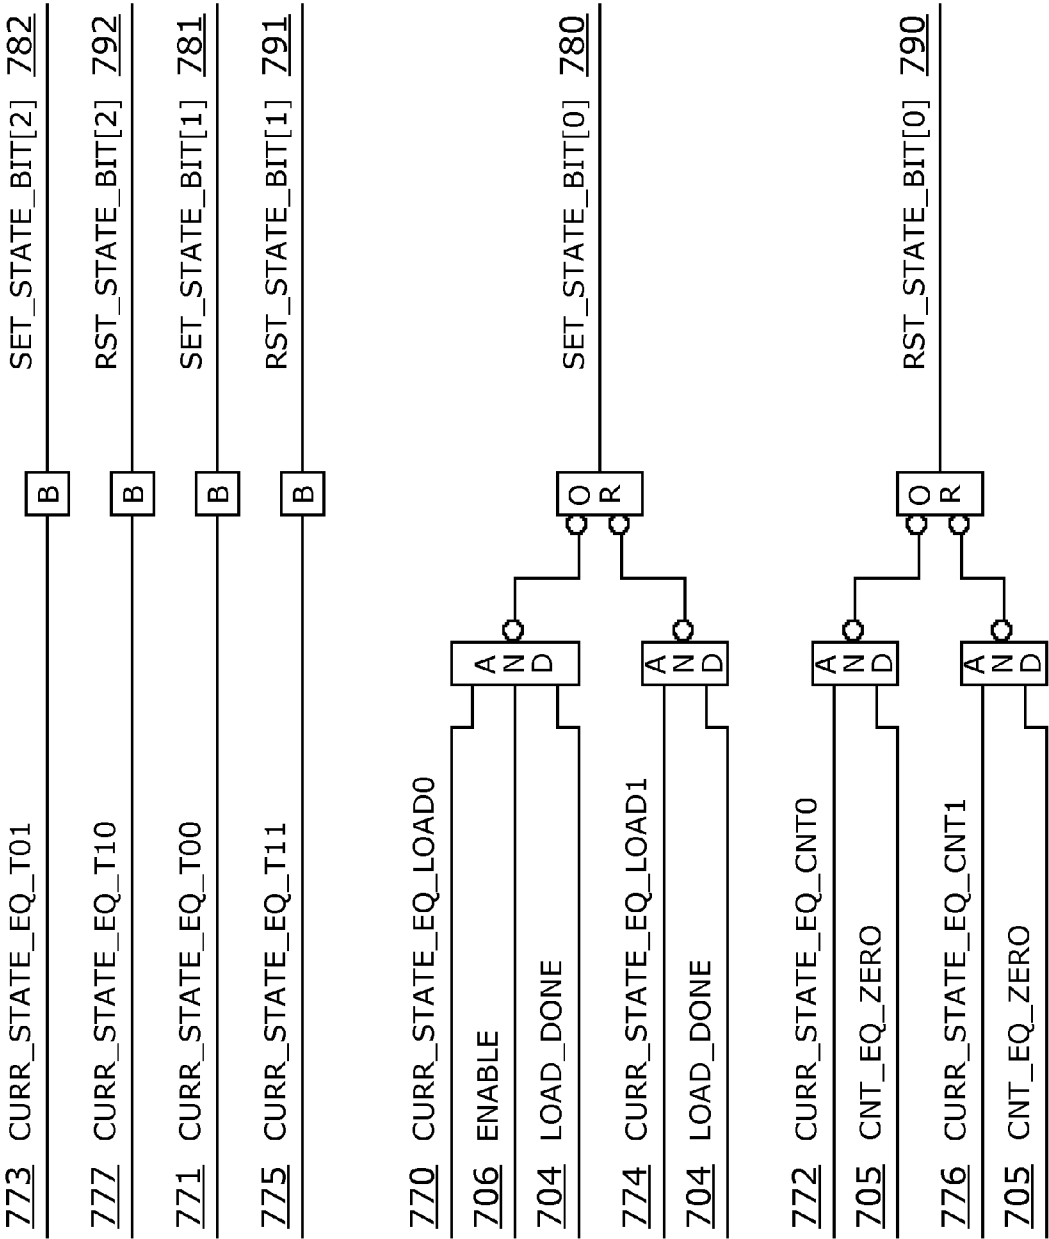 773 CURR_STATE_EQ_T01 B SET_STATE_BIT[2] 782
777 CURR_STATE_EQ_T10 B RST_STATE_BIT[2] 792
771 CURR_STATE_EQ_T00 B SET_STATE_BIT[1] 781
775 CURR_STATE_EQ_T11 B RST_STATE_BIT[1] 791
770 CURR_STATE_EQ_LOAD0
706 ENABLE
704 LOAD_DONE
AND
774 CURR_STATE_EQ_LOAD1
704 LOAD_DONE
AND
OR
SET_STATE_BIT[0] 780
772 CURR_STATE_EQ_CNT0
705 CNT_EQ_ZERO
AND
776 CURR_STATE_EQ_CNT1
705 CNT_EQ_ZERO
AND
OR
RST_STATE_BIT[0] 790